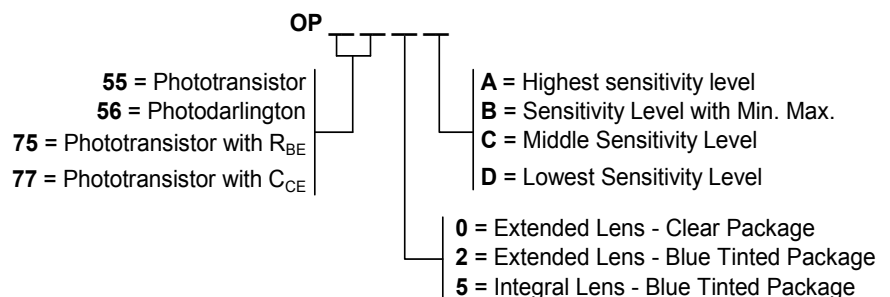 OP
55 = Phototransistor
56 = Photodarlington
75 = Phototransistor with RBE
77 = Phototransistor with CCE
A = Highest sensitivity level
B = Sensitivity Level with Min. Max.
C = Middle Sensitivity Level
D = Lowest Sensitivity Level
0 = Extended Lens - Clear Package
2 = Extended Lens - Blue Tinted Package
5 = Integral Lens - Blue Tinted Package